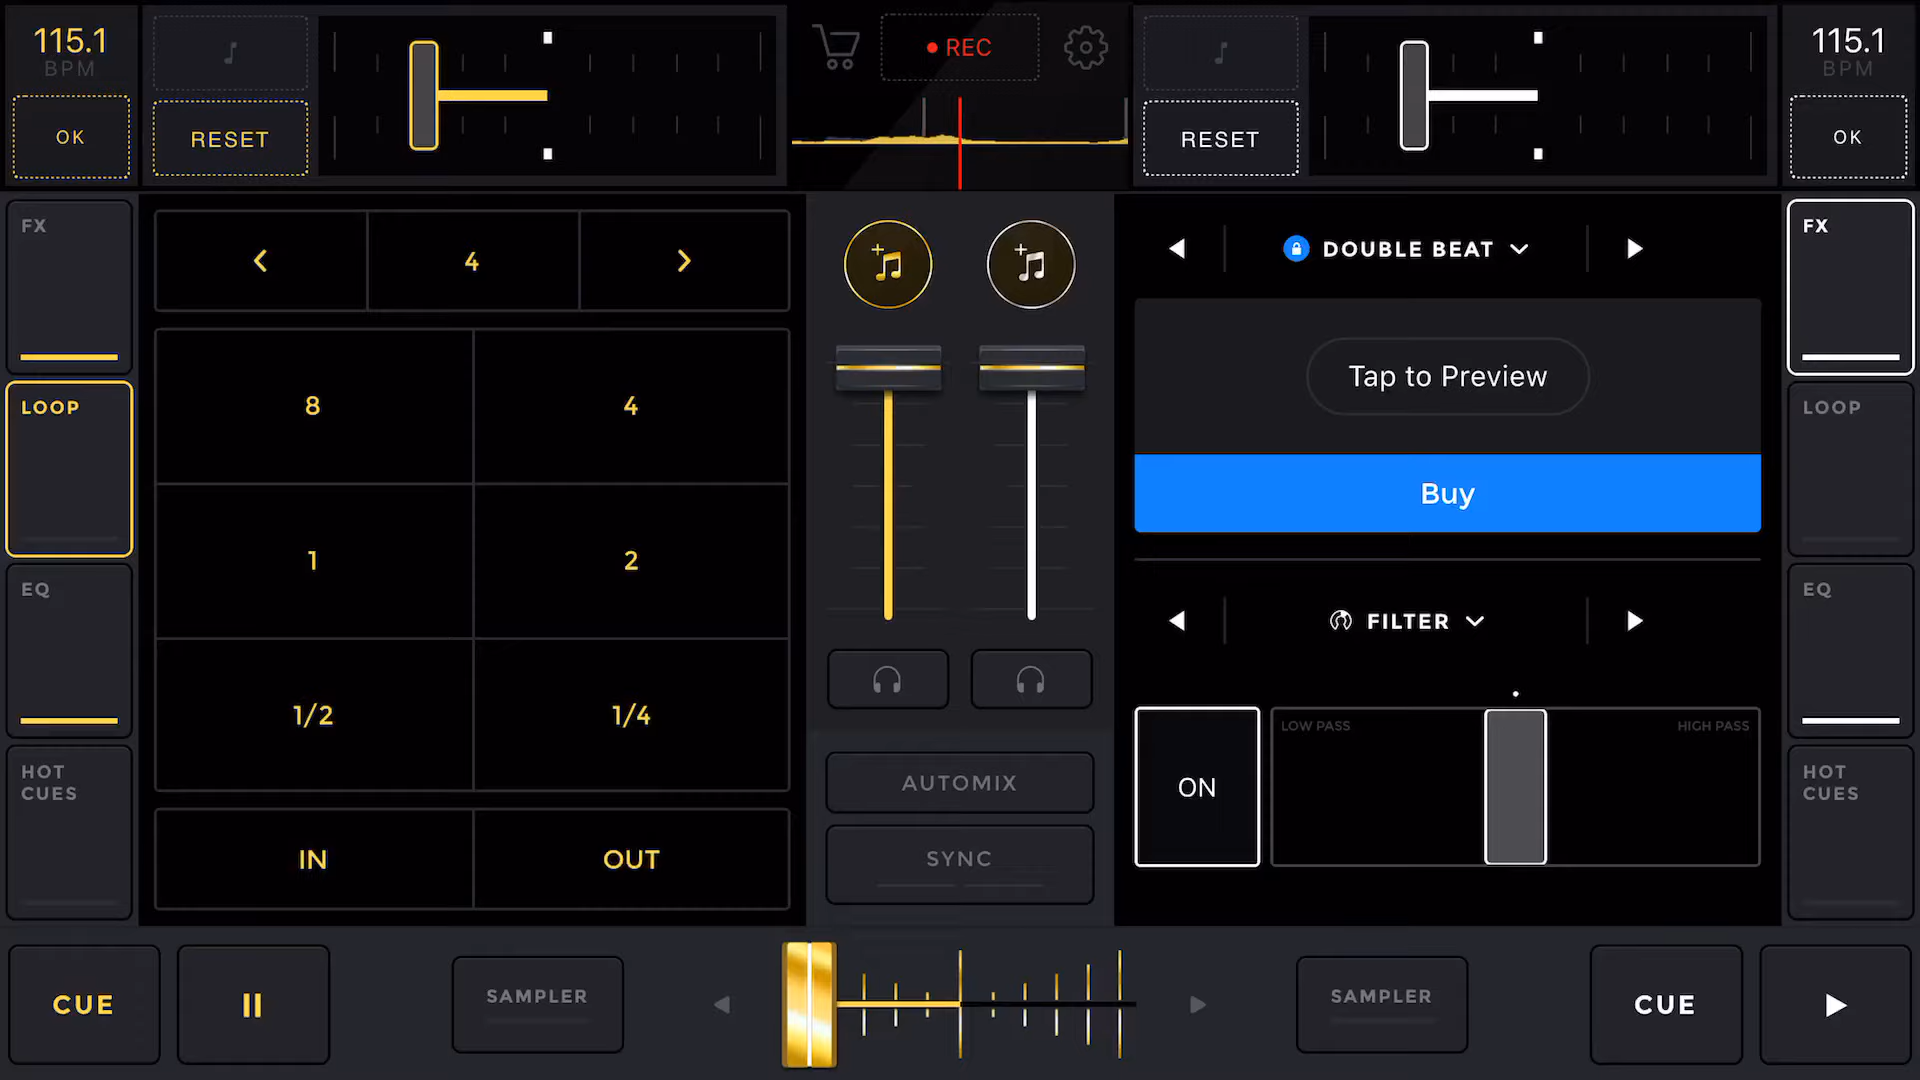 115.1
BPM
OK
RESET
REC
RESET
115.1
BPM
OK
FX
LOOP
EQ
HOT
CUES
4
8
4
1
2
1/2
1/4
IN
OUT
AUTOMIX
SYNC
DOUBLE BEAT
Tap to Preview
Buy
FILTER
ON
LOW PASS
HIGH PASS
FX
LOOP
EQ
HOT
CUES
CUE
SAMPLER
SAMPLER
CUE